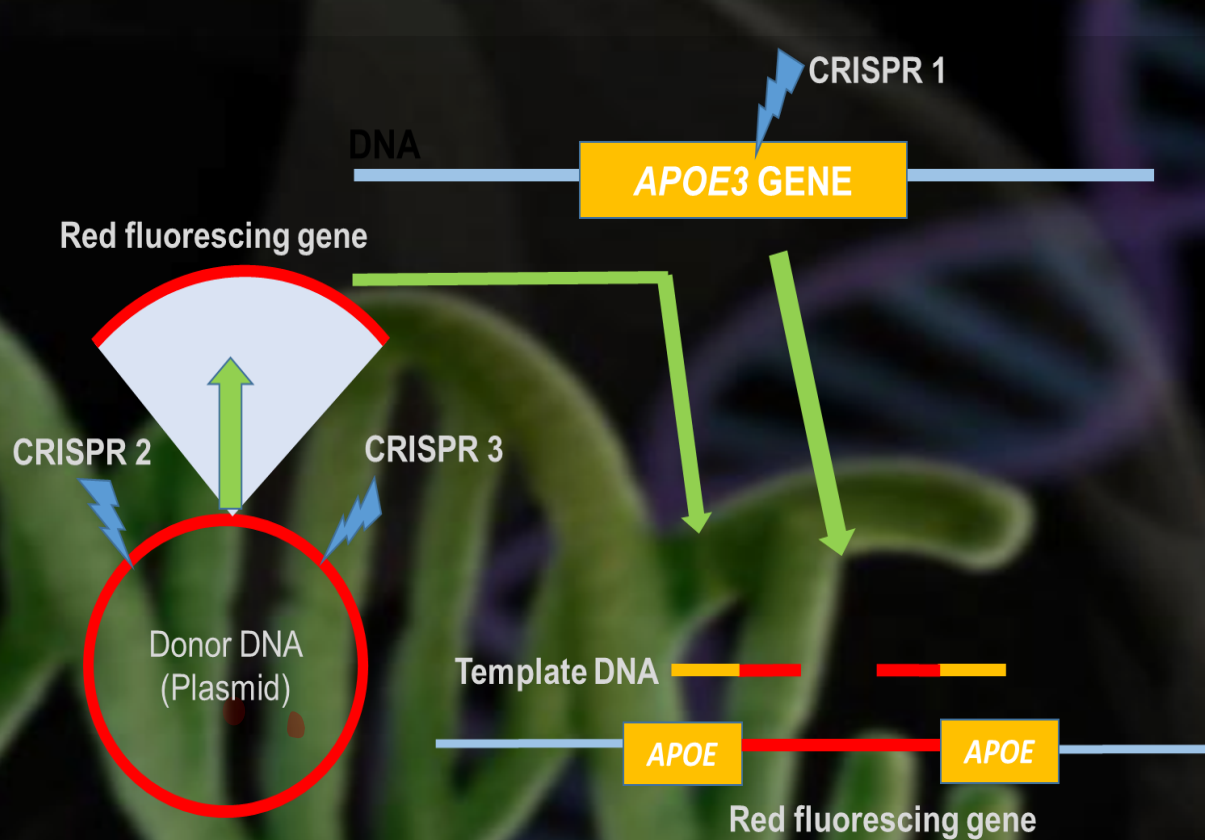 CRISPR 1
DNA
APOE3 GENE
Red fluorescing gene
CRISPR 2
CRISPR 3
Donor DNA
(Plasmid)
Template DNA
APOE
APOE
Red fluorescing gene